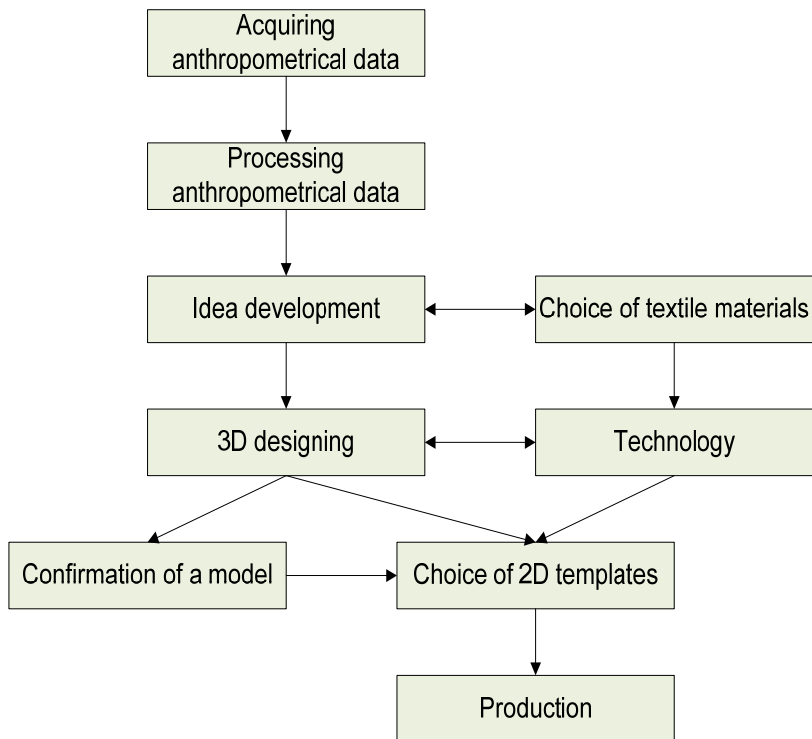 Acquiring
anthropometrical data
Processing
anthropometrical data
Idea development
Choice of textile materials
3D designing
Technology
Confirmation of a model
Choice of 2D templates
Production